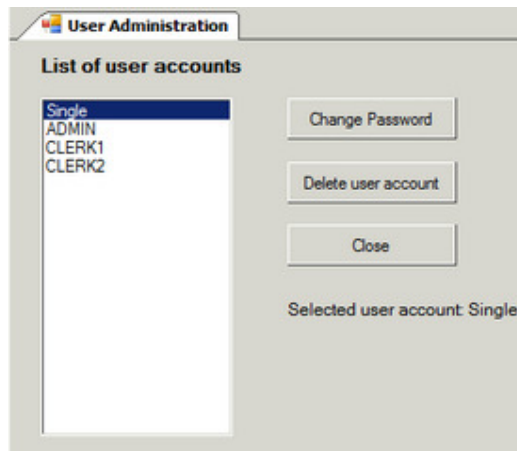 User Administration
List of user accounts
Single
ADMIN
CLERK1
CLERK2
Change Password
Delete user account
Close
Selected user account: Single